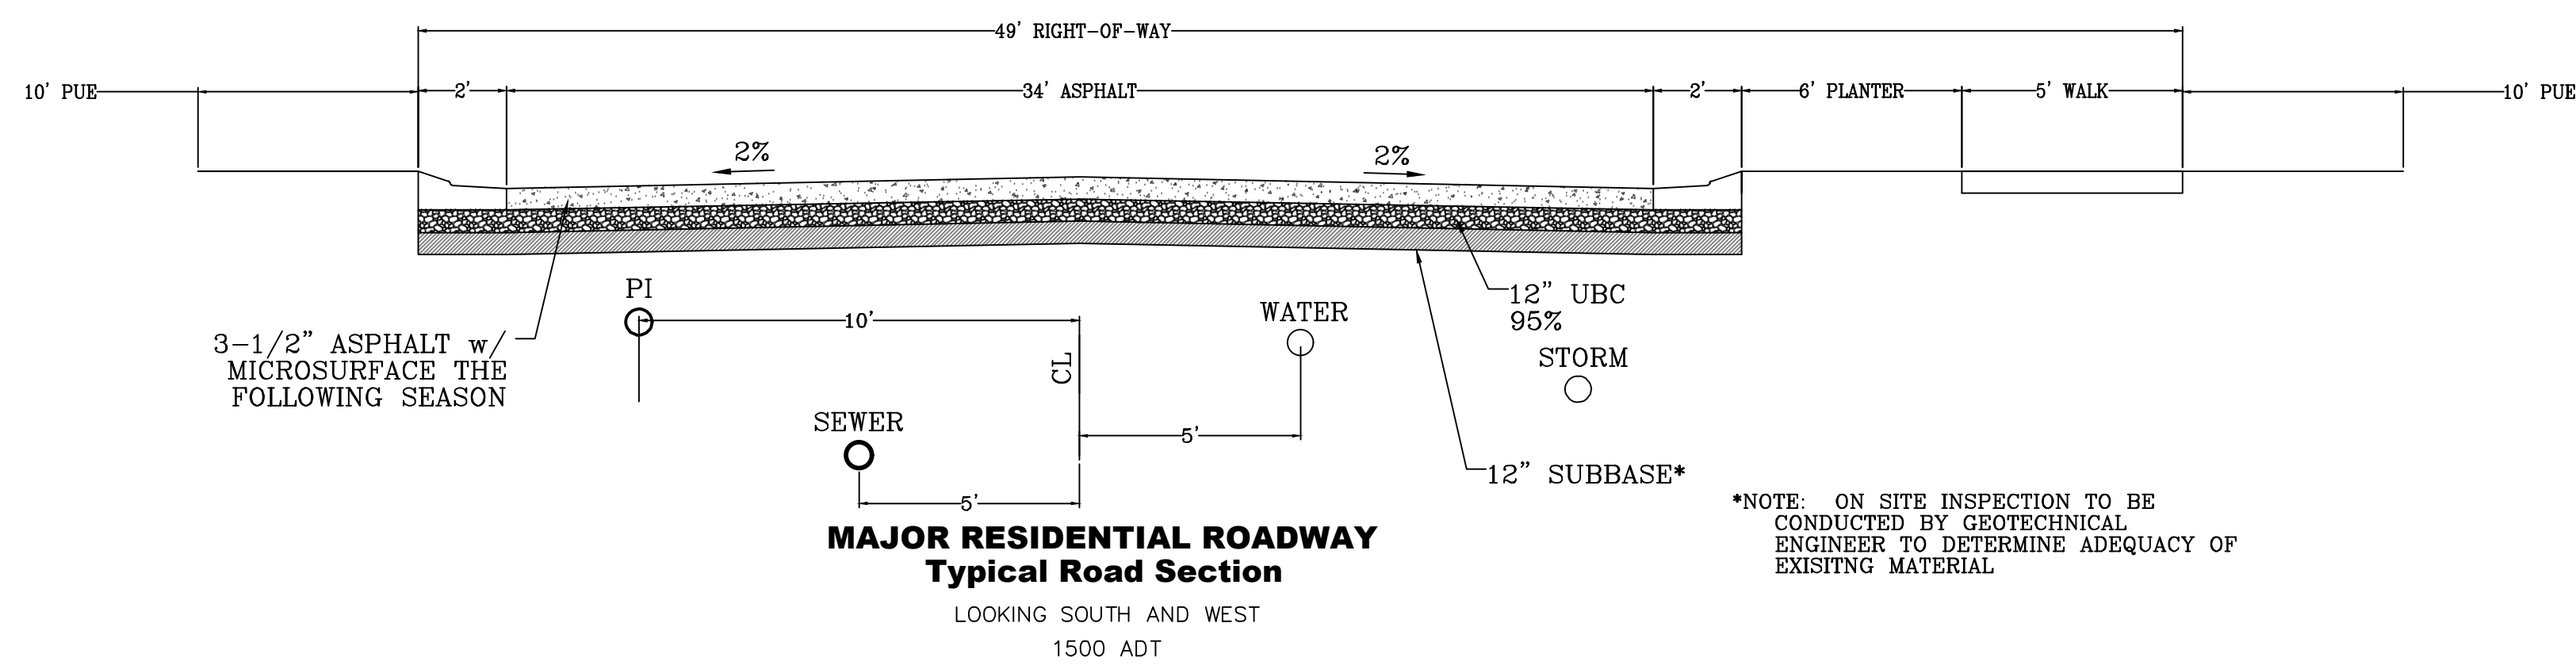 49' RIGHT-OF-WAY
10' PUE
2'
34' ASPHALT
2'
6' PLANTER
5' WALK
10' PUE
2%
2%
PI
10'
CL
WATER
12" UBC
95%
3-1/2" ASPHALT w/
MICROSURFACE THE
FOLLOWING SEASON
STORM
SEWER
5'
5'
12" SUBBASE*
*NOTE: ON SITE INSPECTION TO BE
CONDUCTED BY GEOTECHNICAL
ENGINEER TO DETERMINE ADEQUACY OF
EXISITNG MATERIAL
MAJOR RESIDENTIAL ROADWAY
Typical Road Section
LOOKING SOUTH AND WEST
1500 ADT